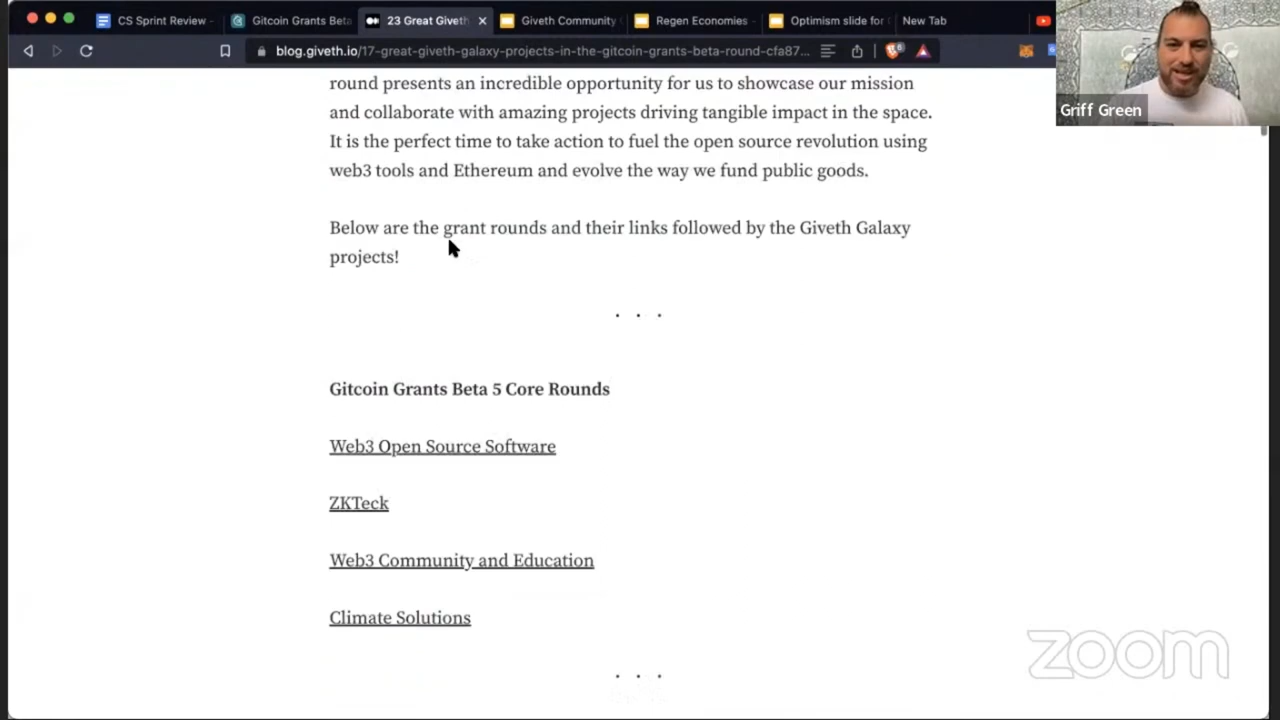 CS Sprint Review -
Gitcoin Grants Beta
23 Great Giveth
Giveth Community
Regen Economies -
Optimism slide for
New Tab
blog.giveth.io/17-great-giveth-galaxy-projects-in-the-gitcoin-grants-beta-round-cfa87...
Griff Green
round presents an incredible opportunity for us to showcase our mission
and collaborate with amazing projects driving tangible impact in the space.
It is the perfect time to take action to fuel the open source revolution using
web3 tools and Ethereum and evolve the way we fund public goods.
Below are the grant rounds and their links followed by the Giveth Galaxy
projects!
. . .
Gitcoin Grants Beta 5 Core Rounds
Web3 Open Source Software
ZKTeck
Web3 Community and Education
Climate Solutions
zoom
. . .